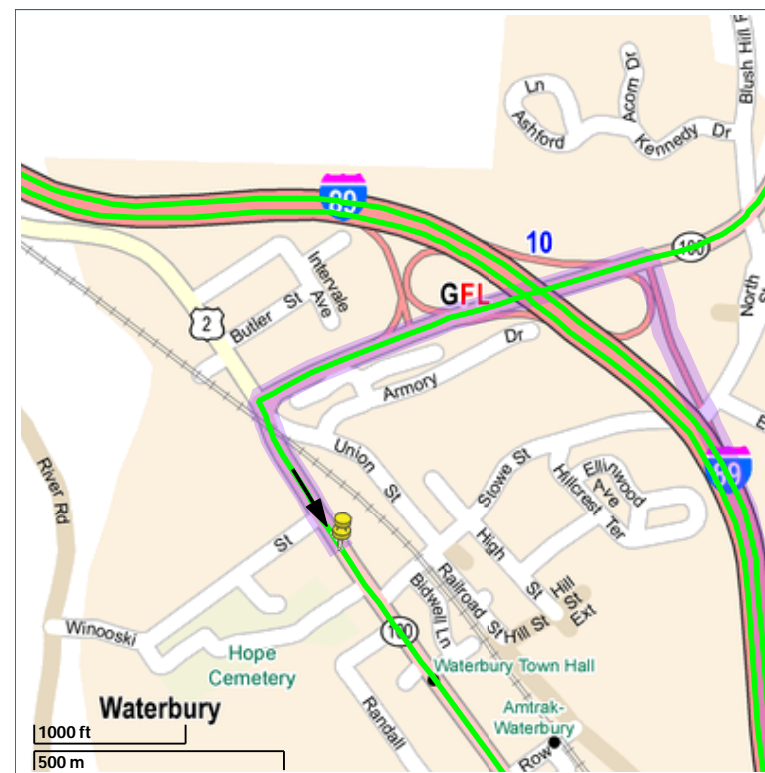 Blush Hill
Acorn Dr
Ln
Ashford
Kennedy Dr
89
10
100
GFL
North
St
Intervale
Ave
2
Butler St
Dr
Armory
Union
St
Stowe St
Ellinwood
Ave
Hillcrest Ter
89
River Rd
High
St
St
Hill
St
Ext
Railroad St
Hill St
Bidwell Ln
Winooski
100
Hope
Cemetery
Waterbury Town Hall
Waterbury
Randall
Amtrak-
Waterbury
Row
1000 ft
500 m